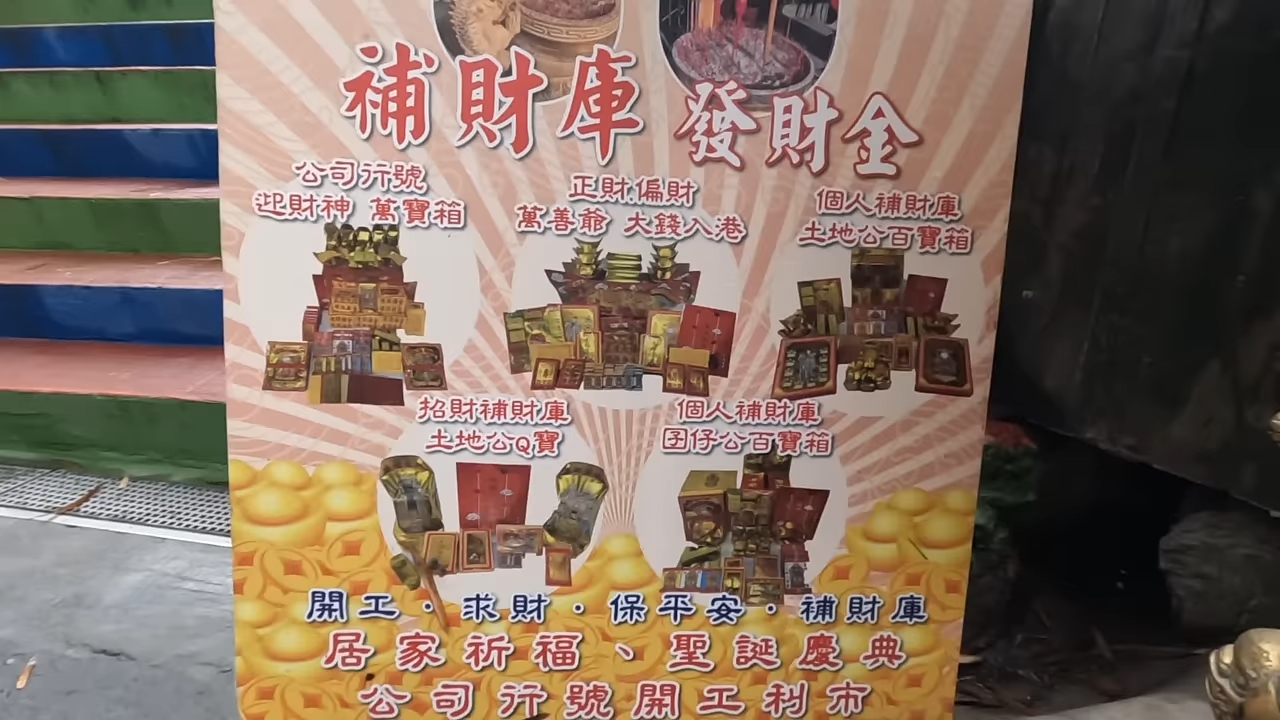 補財庫 發財金
公司行號
迎財神 萬寶箱
正財.偏財
萬善爺 大錢入港
個人補財庫
土地公百寶箱
招財補財庫
土地公Q寶
個人補財庫
囝仔公百寶箱
開工·求財·保平安·補財庫
居家祈福、聖誕慶典
公司行號開工利市